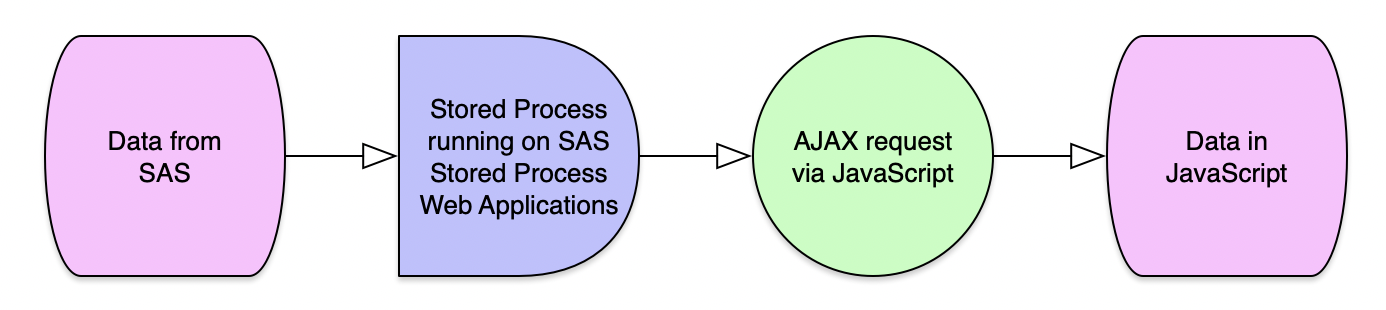 Data from
SAS
Stored Process
running on SAS
Stored Process
Web Applications
AJAX request
via JavaScript
Data in
JavaScript